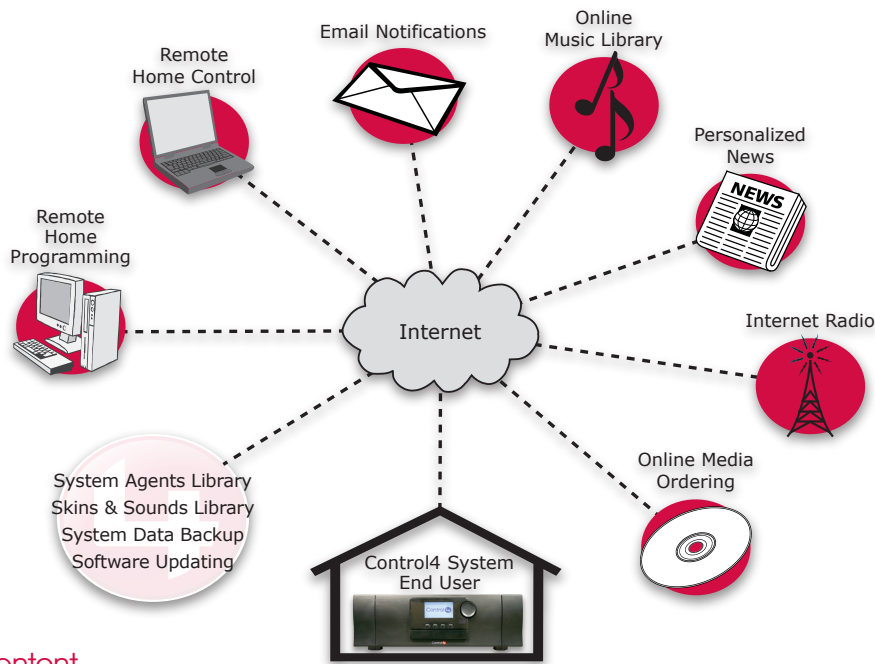 Email Notifications
Online
Music Library
Remote
Home Control
Personalized
News
NEWS
Remote
Home
Programming
Internet
Internet Radio
System Agents Library
Skins & Sounds Library
System Data Backup
Software Updating
Online Media
Ordering
Control4 System
End User
Control4